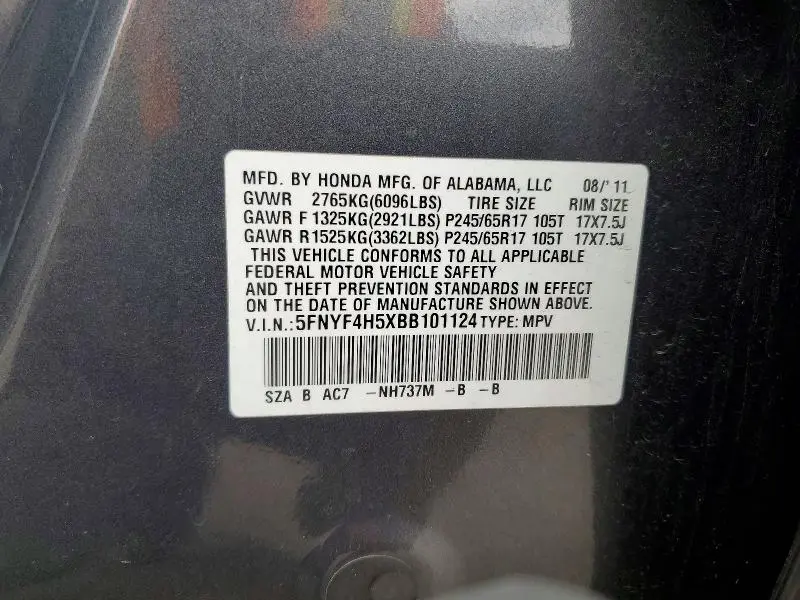 MFD. BY HONDA MFG. OF ALABAMA, LLC 08/'11
GVWR 2765KG(6096LBS) TIRE SIZE RIM SIZE
GAWR F 1325KG(2921LBS) P245/65R17 105T 17X7.5J
GAWR R1525KG(3362LBS) P245/65R17 105T 17X7.5J
THIS VEHICLE CONFORMS TO ALL APPLICABLE
FEDERAL MOTOR VEHICLE SAFETY
AND THEFT PREVENTION STANDARDS IN EFFECT
ON THE DATE OF MANUFACTURE SHOWN ABOVE.
V.I.N.:5FNYF4H5XBB101124 TYPE: MPV
SZA B AC7 -NH737M -B -B